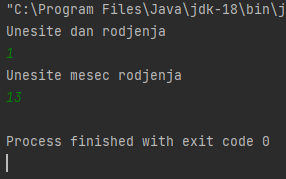 "C:\Program Files\Java\jdk-18\bin\j
Unesite dan rodjenja
1
Unesite mesec rodjenja
13
Process finished with exit code 0